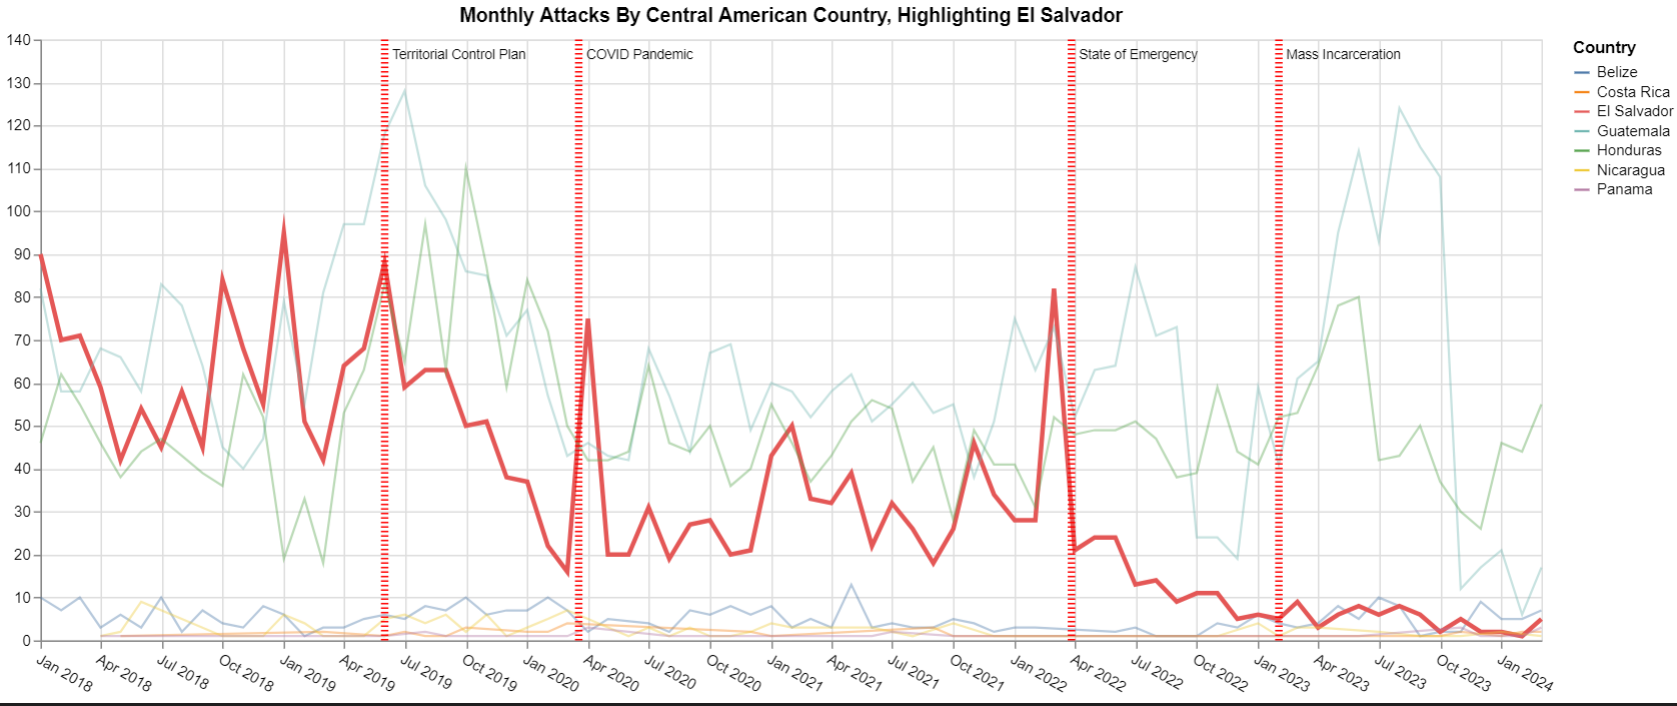 Monthly Attacks By Central American Country, Highlighting El Salvador
140
130
120
110
100
90
80
70
60
50
40
30
20
10
0
Territorial Control Plan
COVID Pandemic
State of Emergency
Mass Incarceration
Jan 2018
Apr 2018
Jul 2018
Oct 2018
Jan 2019
Apr 2019
Jul 2019
Oct 2019
Jan 2020
Apr 2020
Jul 2020
Oct 2020
Jan 2021
Apr 2021
Jul 2021
Oct 2021
Jan 2022
Apr 2022
Jul 2022
Oct 2022
Jan 2023
Apr 2023
Jul 2023
Oct 2023
Jan 2024
Country
Belize
Costa Rica
El Salvador
Guatemala
Honduras
Nicaragua
Panama